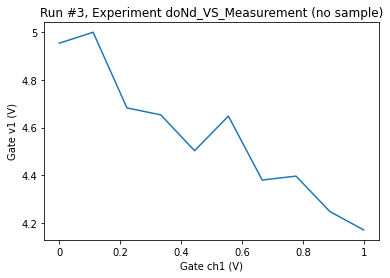 Run #3, Experiment doNd_VS_Measurement (no sample)
5
4.8
4.6
4.4
4.2
Gate v1 (V)
0 0.2 0.4 0.6 0.8 1
Gate ch1 (V)